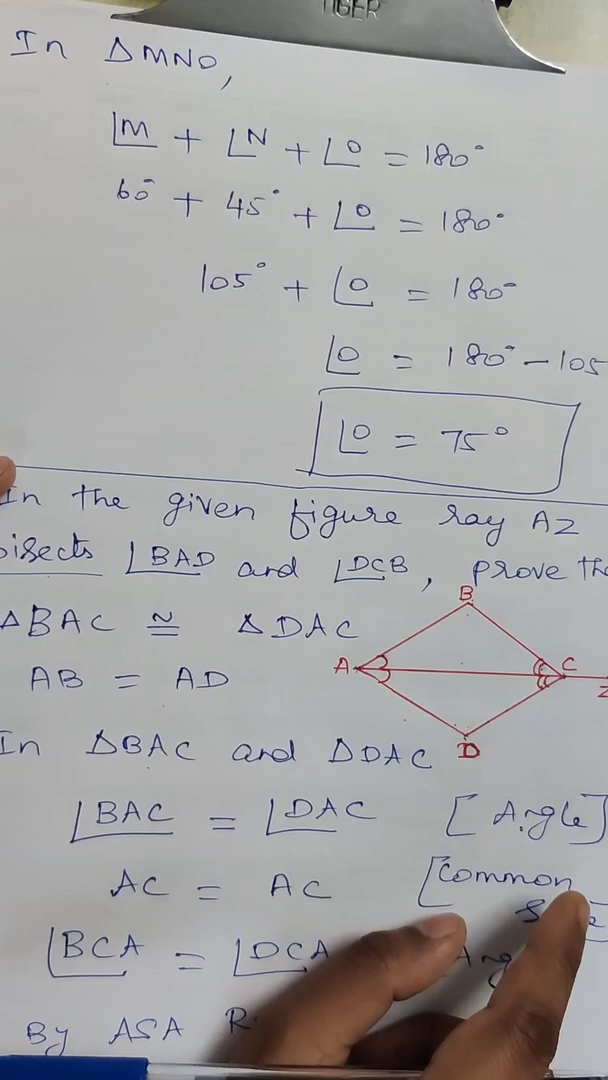 TIGER
In ΔMNO,
∠M + ∠N + ∠O = 180°
60° + 45° + ∠O = 180°
105° + ∠O = 180°
∠O = 180° - 105
∠O = 75°
In the given figure ray AZ
bisects ∠BAD and ∠DCB, prove
ΔBAC ≅ ΔDAC
AB = AD
B
A
C
Z
D
In ΔBAC and ΔDAC
∠BAC = ∠DAC [Angle]
AC = AC [Common
∠BCA = ∠DCA
By ASA